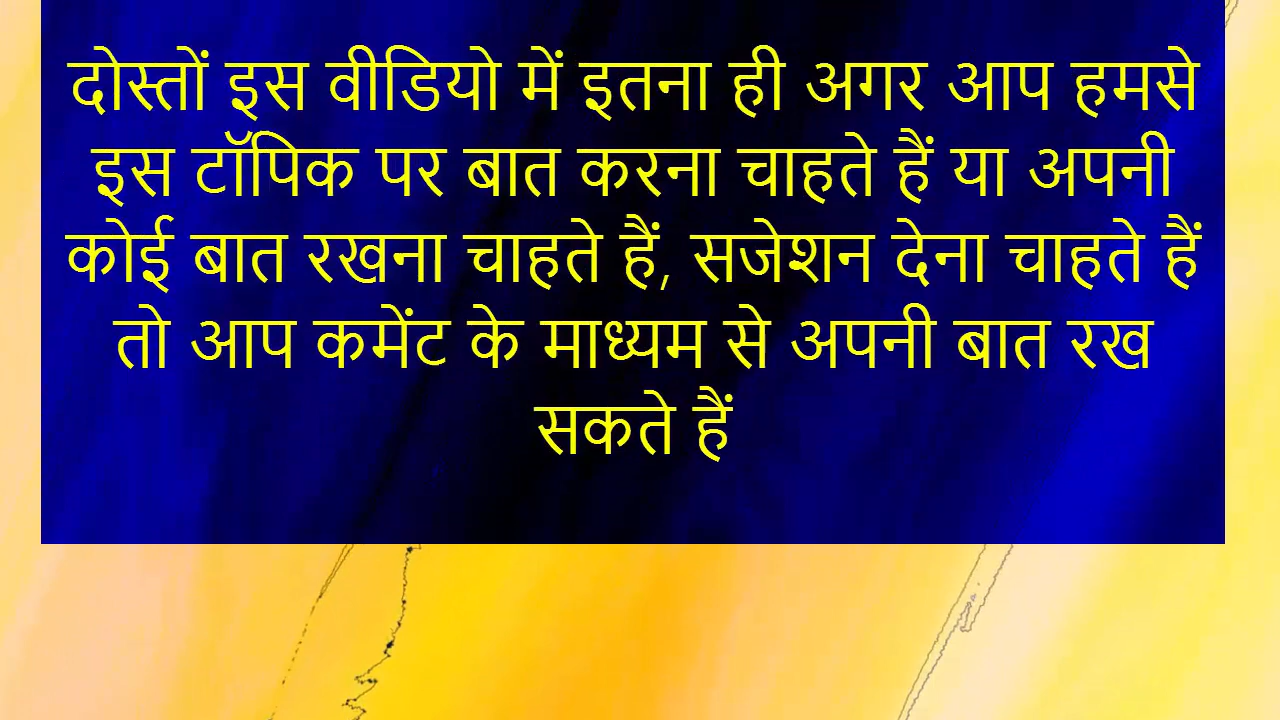 दोस्तों इस वीडियो में इतना ही अगर आप हमसे
इस टॉपिक पर बात करना चाहते हैं या अपनी
कोई बात रखना चाहते हैं, सजेशन देना चाहते हैं
तो आप कमेंट के माध्यम से अपनी बात रख
सकते हैं